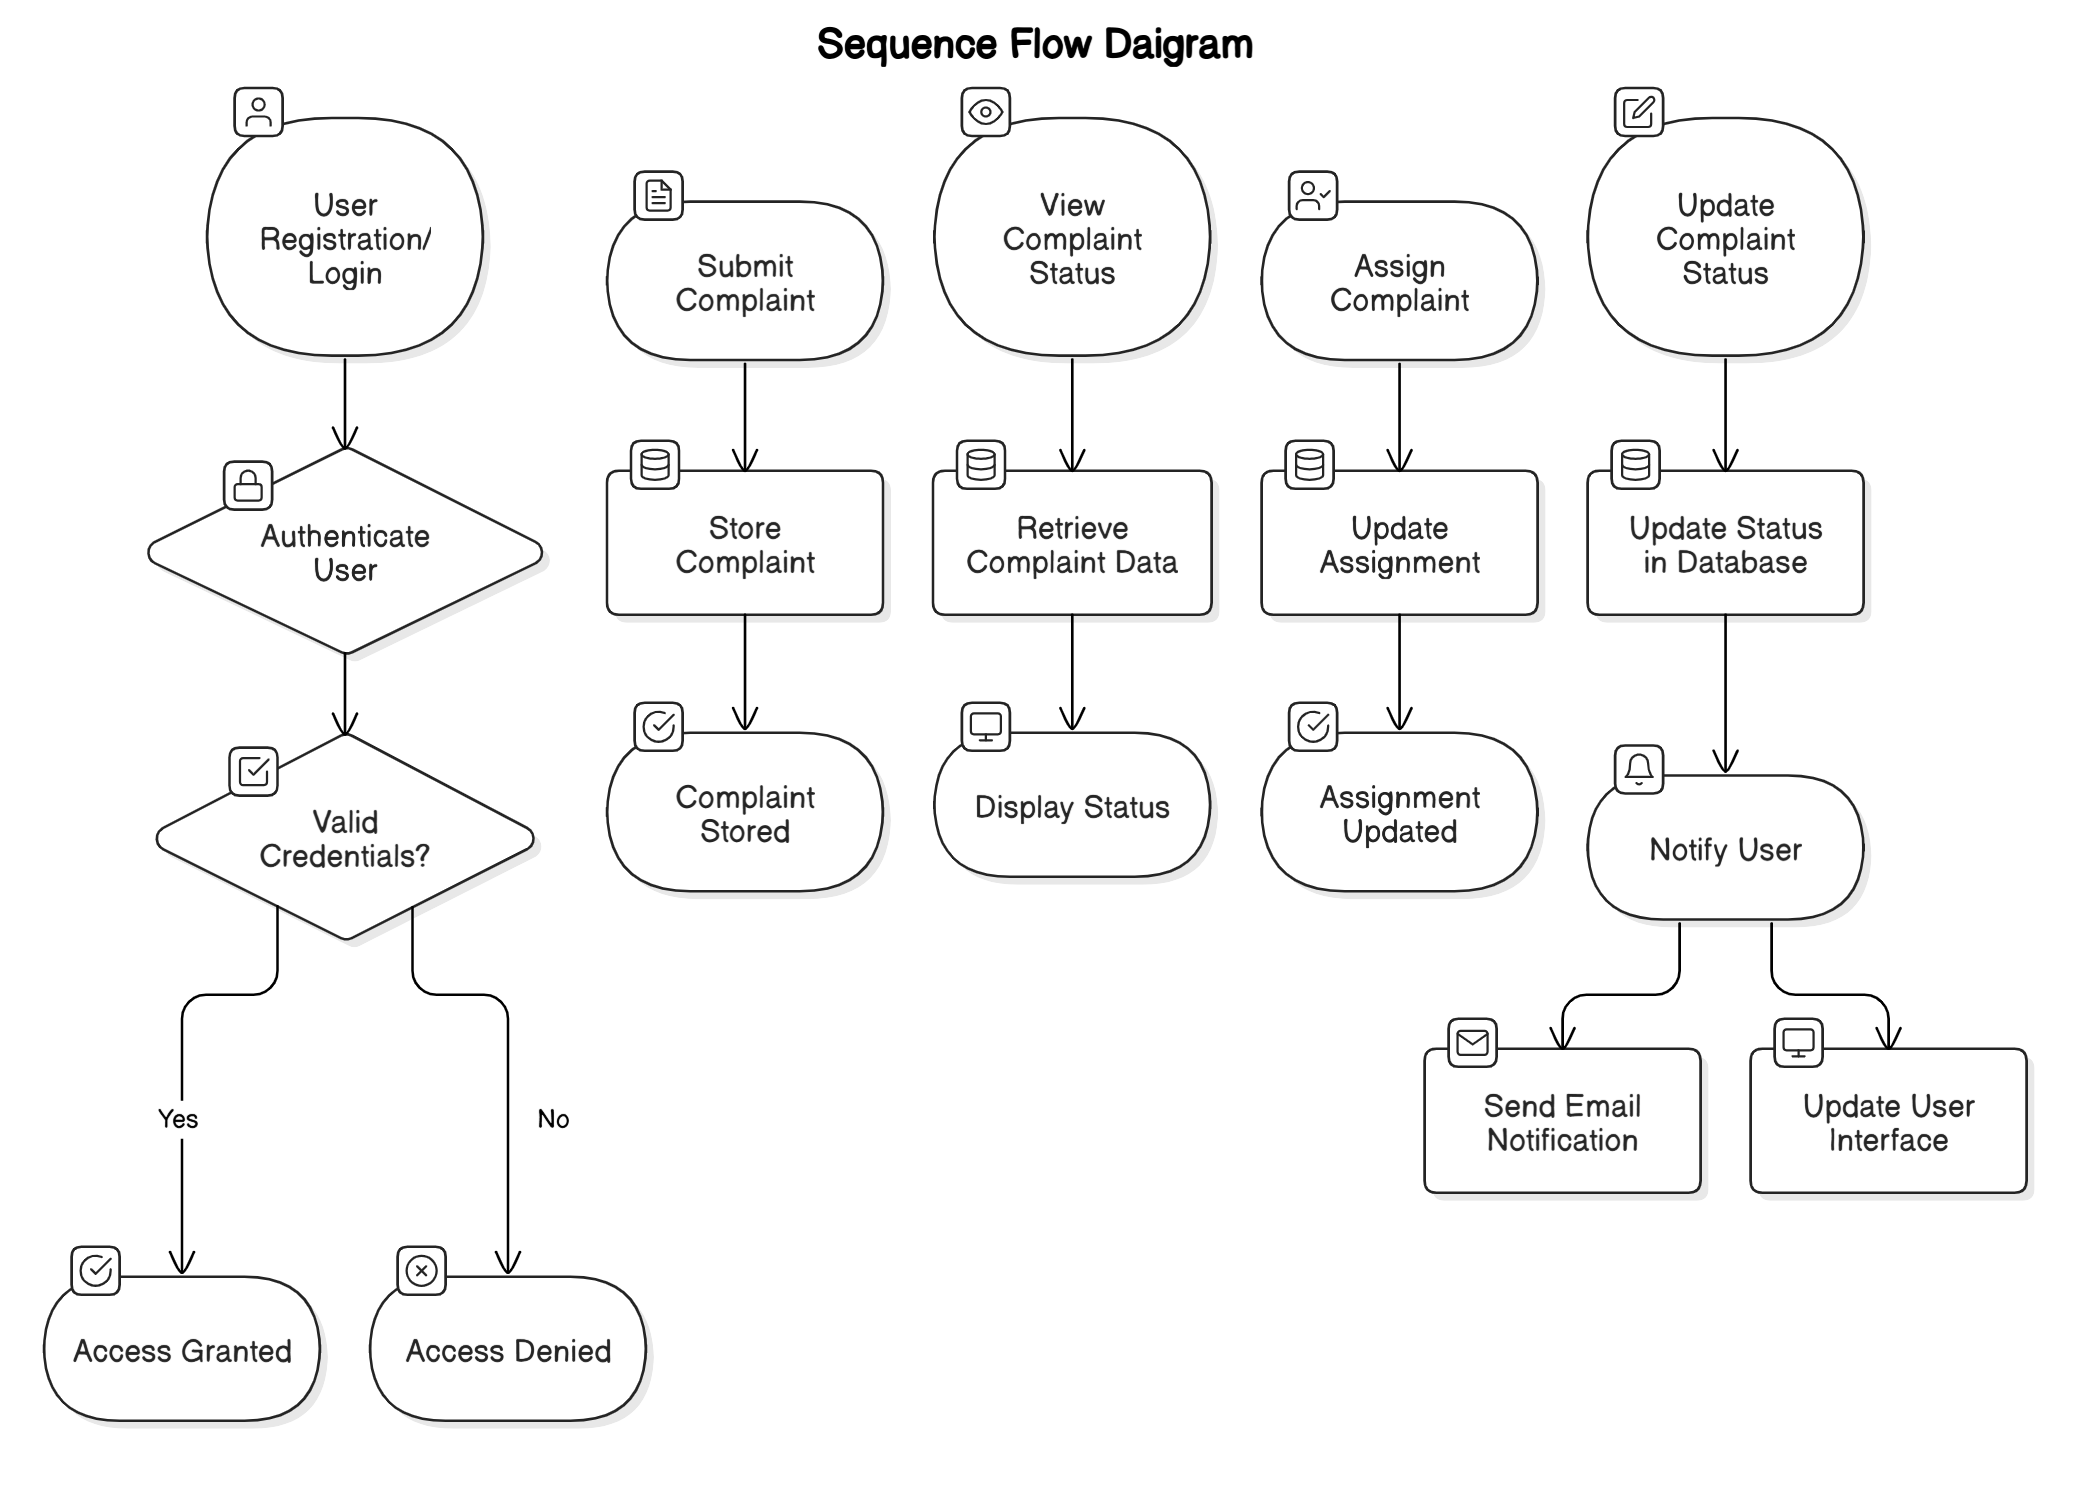 Sequence Flow Daigram
User
Registration/
Login
Authenticate
User
Valid
Credentials?
Yes
No
Access Granted
Access Denied
Submit
Complaint
Store
Complaint
Complaint
Stored
View
Complaint
Status
Retrieve
Complaint Data
Display Status
Assign
Complaint
Update
Assignment
Assignment
Updated
Update
Complaint
Status
Update Status
in Database
Notify User
Send Email
Notification
Update User
Interface